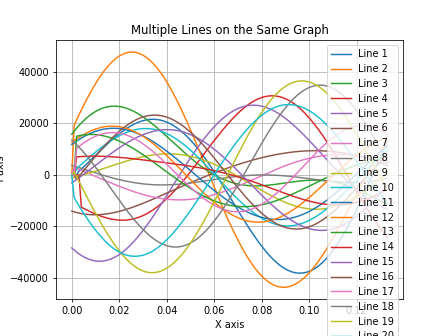 Multiple Lines on the Same Graph
40000
20000
0
−20000
−40000
axis
0.00
0.02
0.04
0.06
0.08
0.10
X axis
Line 1
Line 2
Line 3
Line 4
Line 5
Line 6
Line 7
Line 8
Line 9
Line 10
Line 11
Line 12
Line 13
Line 14
Line 15
Line 16
Line 17
Line 18
Line 19
Line 20